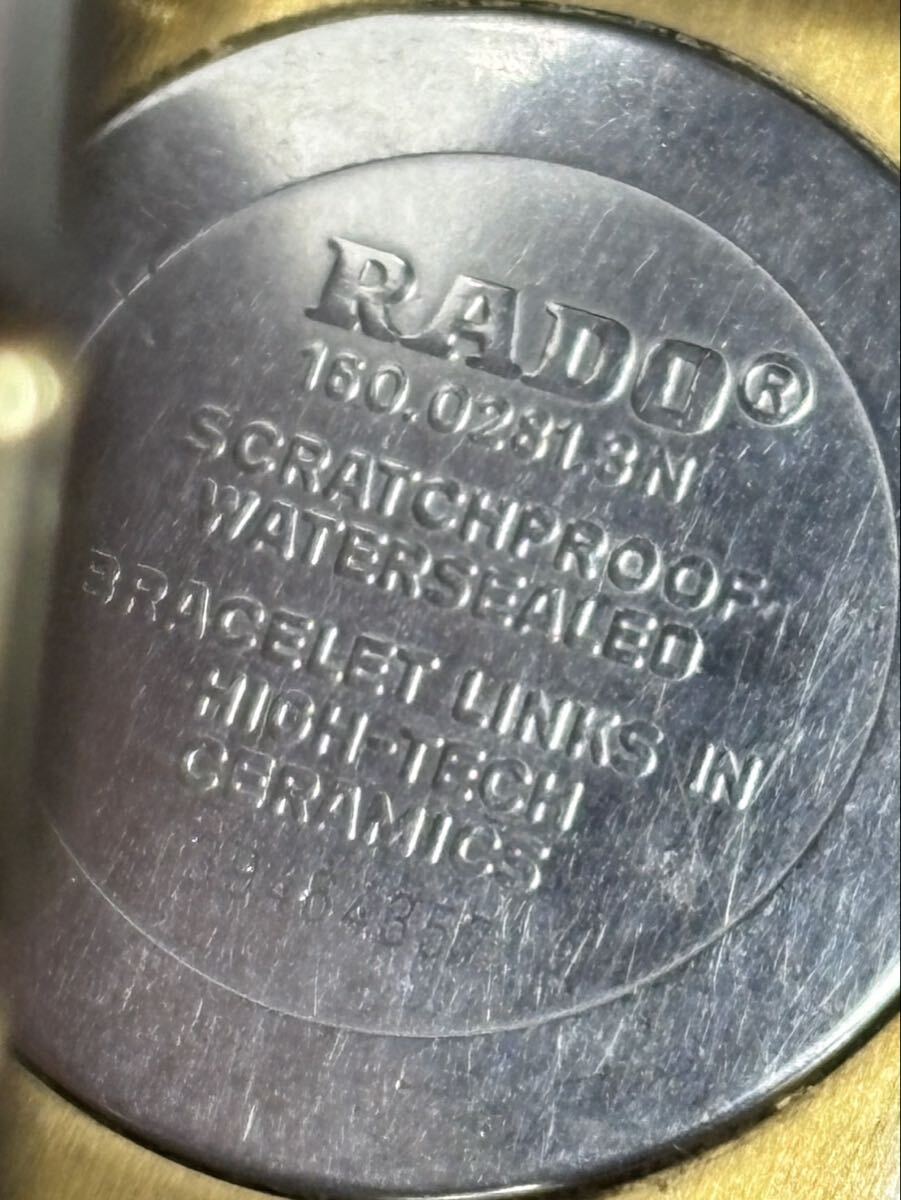 RADO®
160.0281.3N
SCRATCHPROOF
WATERSEALED
BRACELET LINKS IN
HIGH-TECH
CERAMICS